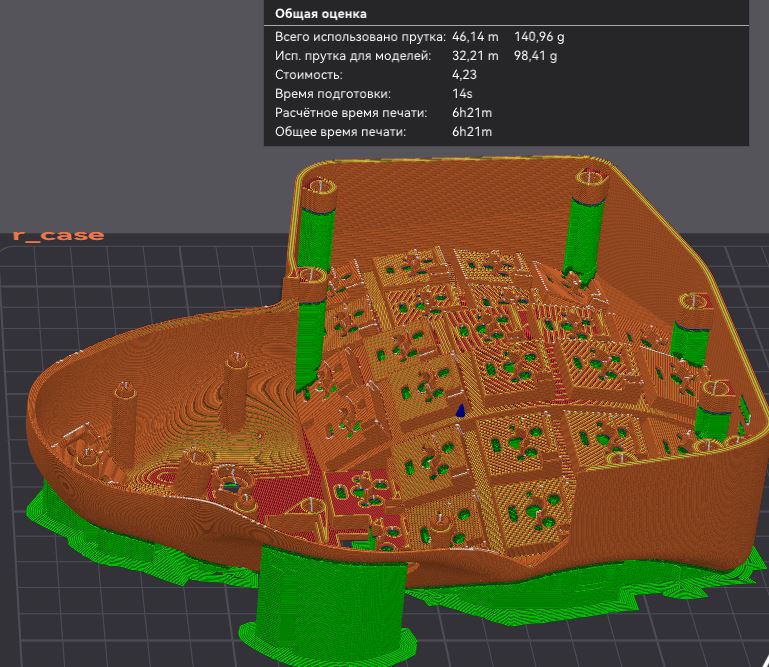 Общая оценка
Всего использовано прутка: 46,14 m 140,96 g
Исп. прутка для моделей: 32,21 m 98,41 g
Стоимость: 4,23
Время подготовки: 14s
Расчётное время печати: 6h21m
Общее время печати: 6h21m
r_case